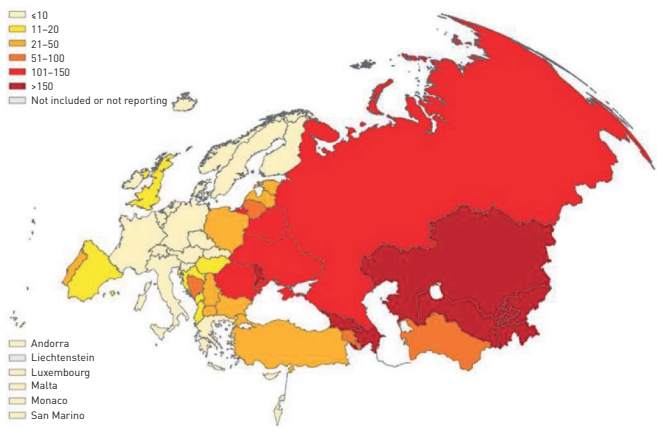 ≤10
11–20
21–50
51–100
101–150
>150
Not included or not reporting
Andorra
Liechtenstein
Luxembourg
Malta
Monaco
San Marino